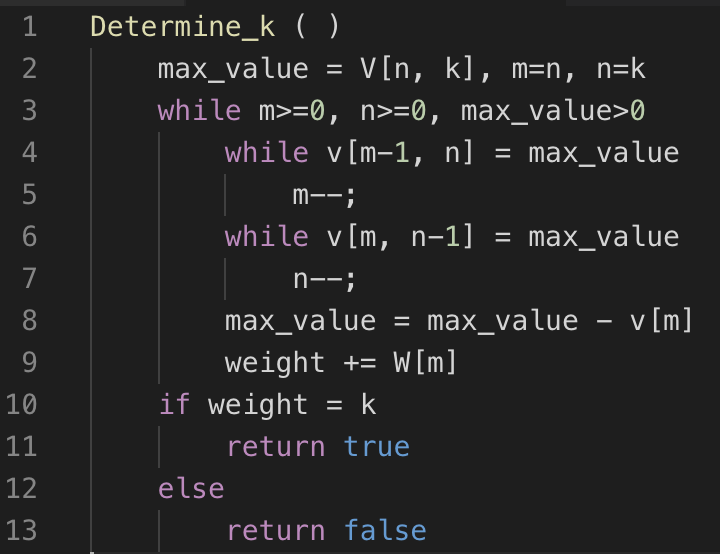 1 Determine_k ( )
2 max_value = V[n, k], m=n, n=k
3 while m>=0, n>=0, max_value>0
4 while v[m-1, n] = max_value
5 m--;
6 while v[m, n-1] = max_value
7 n--;
8 max_value = max_value - v[m]
9 weight += W[m]
10 if weight = k
11 return true
12 else
13 return false